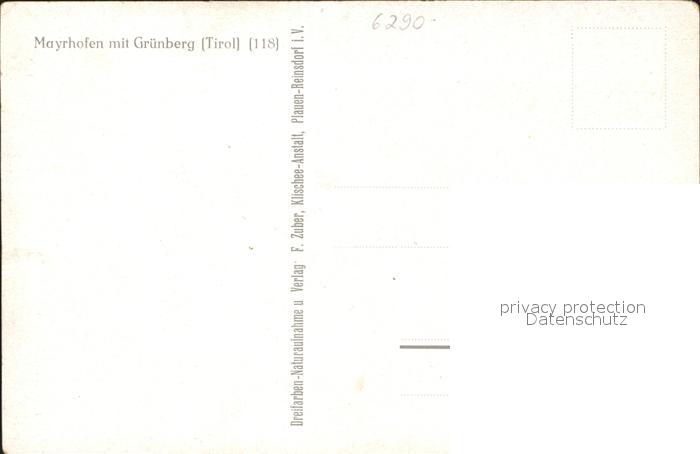 Mayrhofen mit Grünberg (Tirol) (118)
6290-
Dreifarben-Naturaufnahme u Verlag: F. Zuber, Klischee-Anstalt, Plauen-Reinsdorf i. V.
privacy protection
Datenschutz